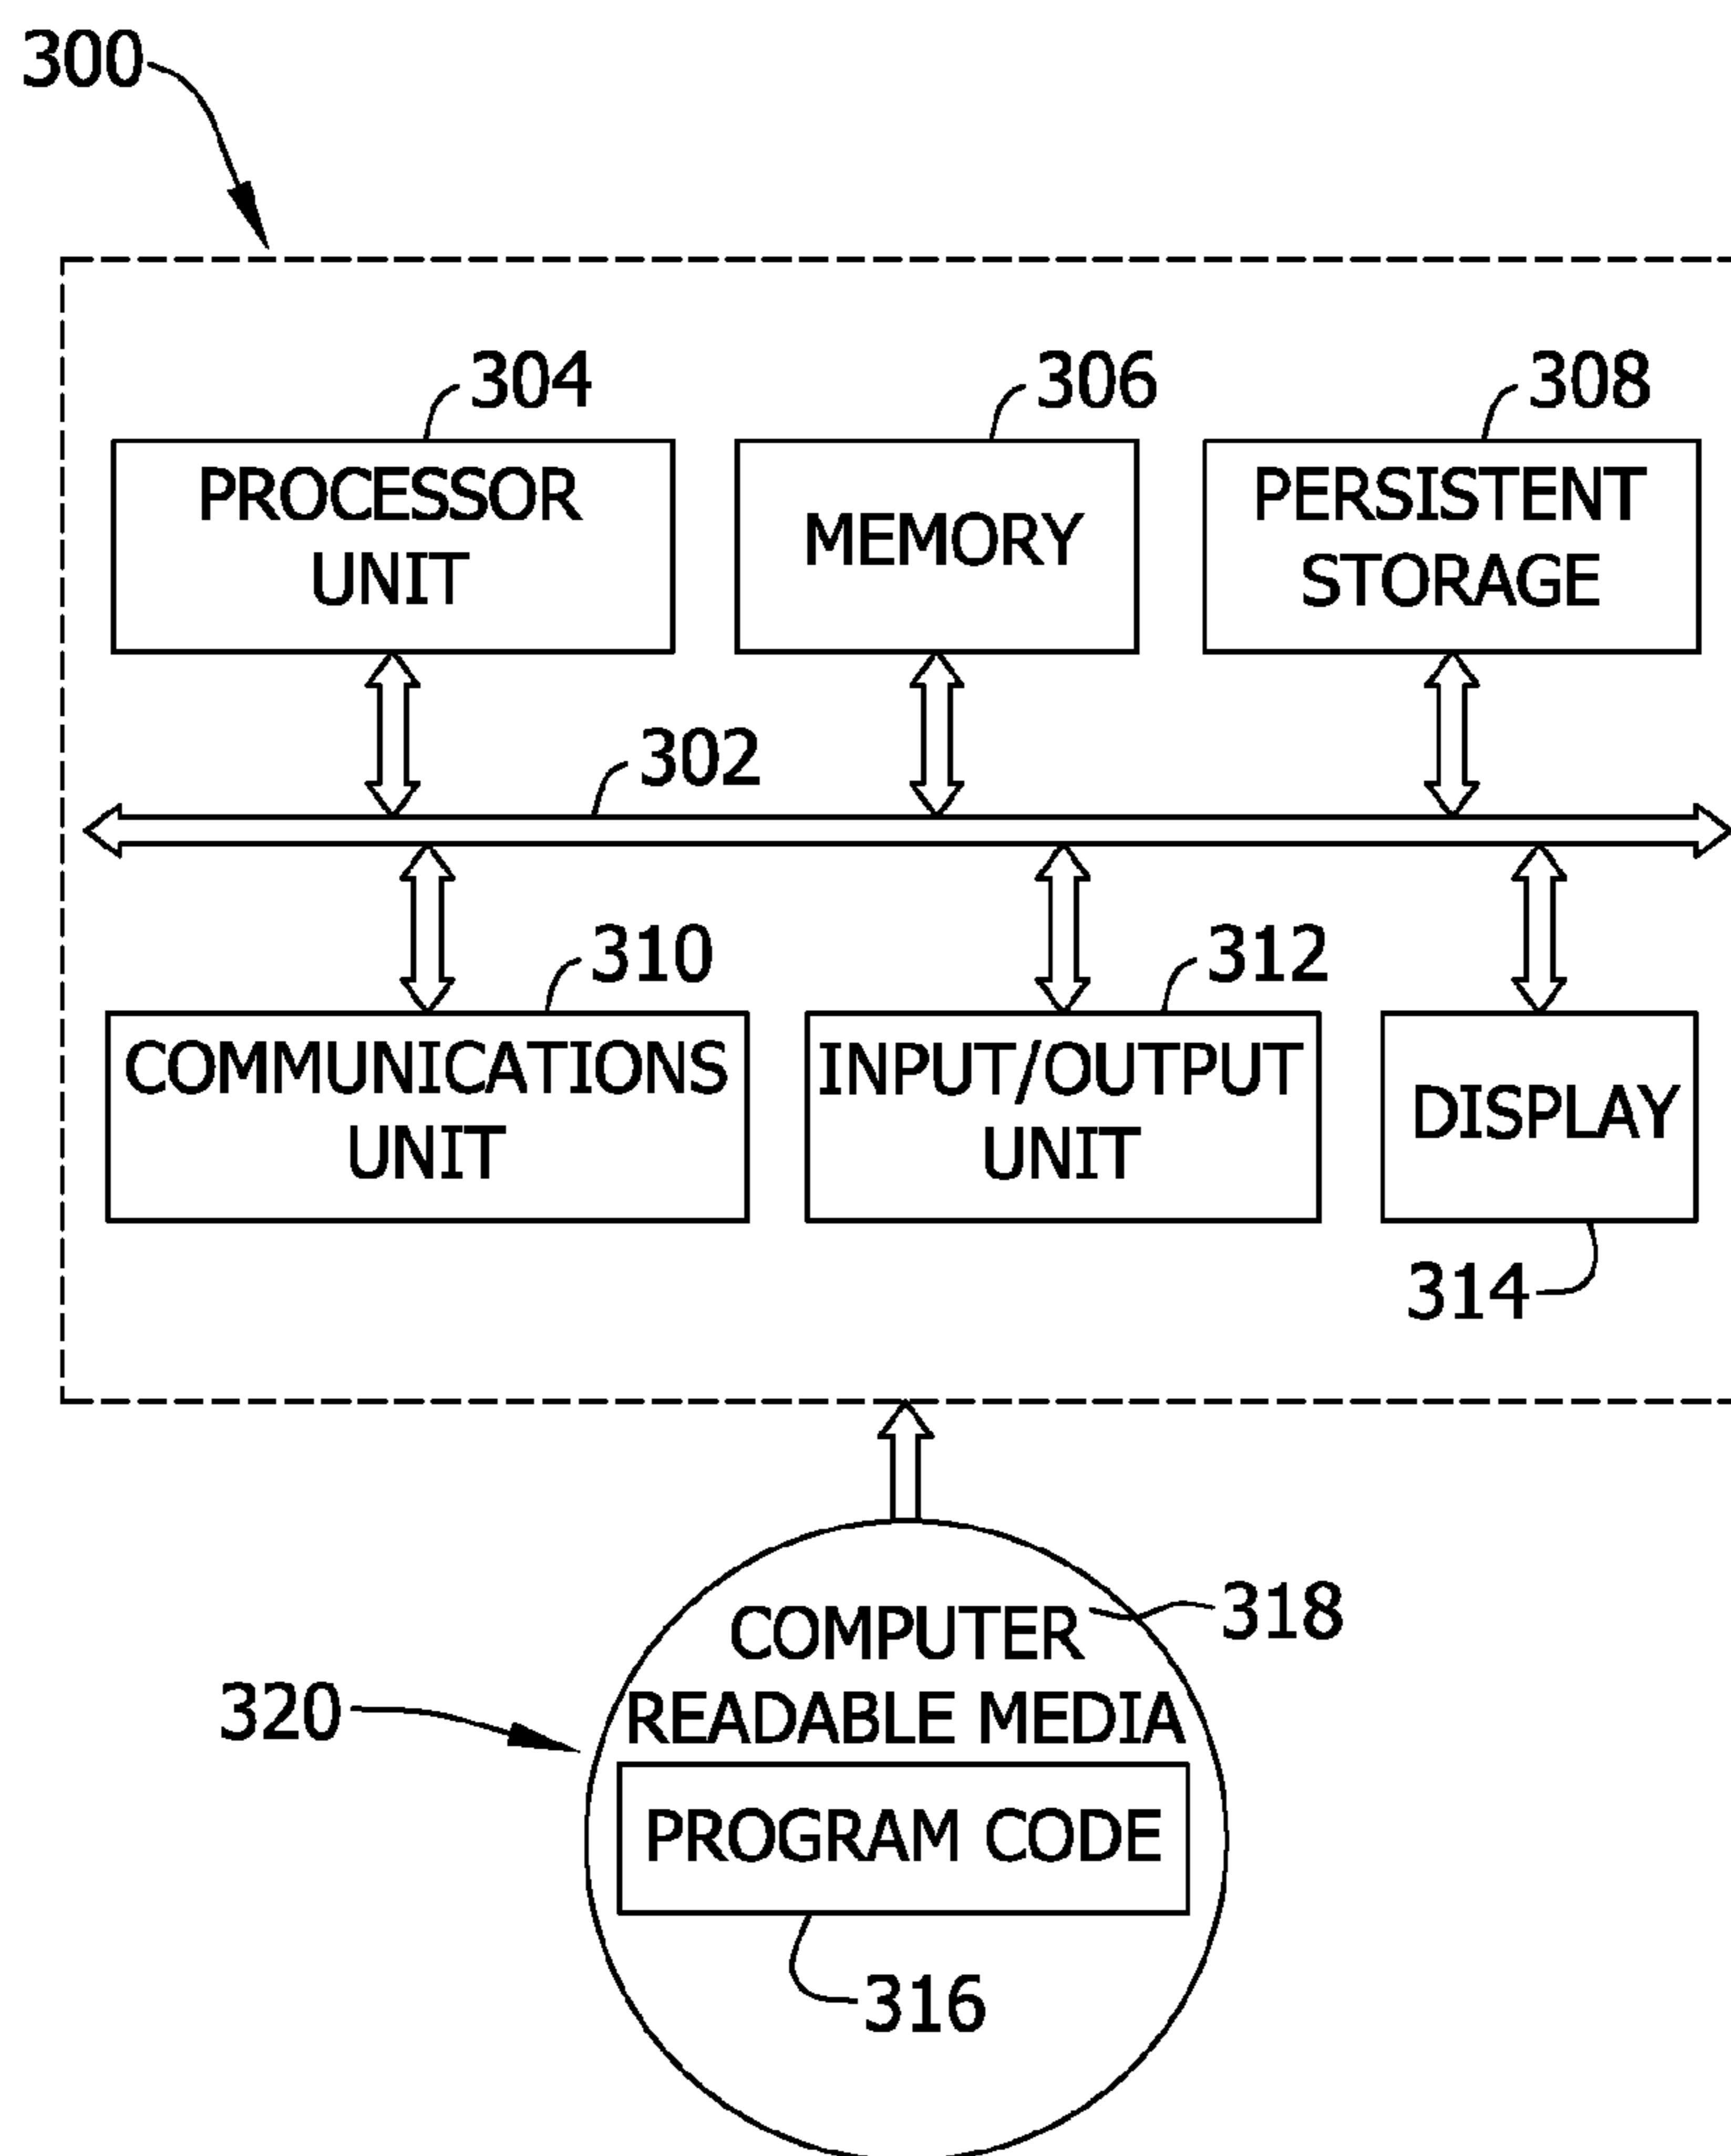 300
304
306
308
PROCESSOR
UNIT
MEMORY
PERSISTENT
STORAGE
302
310
312
COMMUNICATIONS
UNIT
INPUT/OUTPUT
UNIT
DISPLAY
314
COMPUTER
READABLE MEDIA
318
320
PROGRAM CODE
316